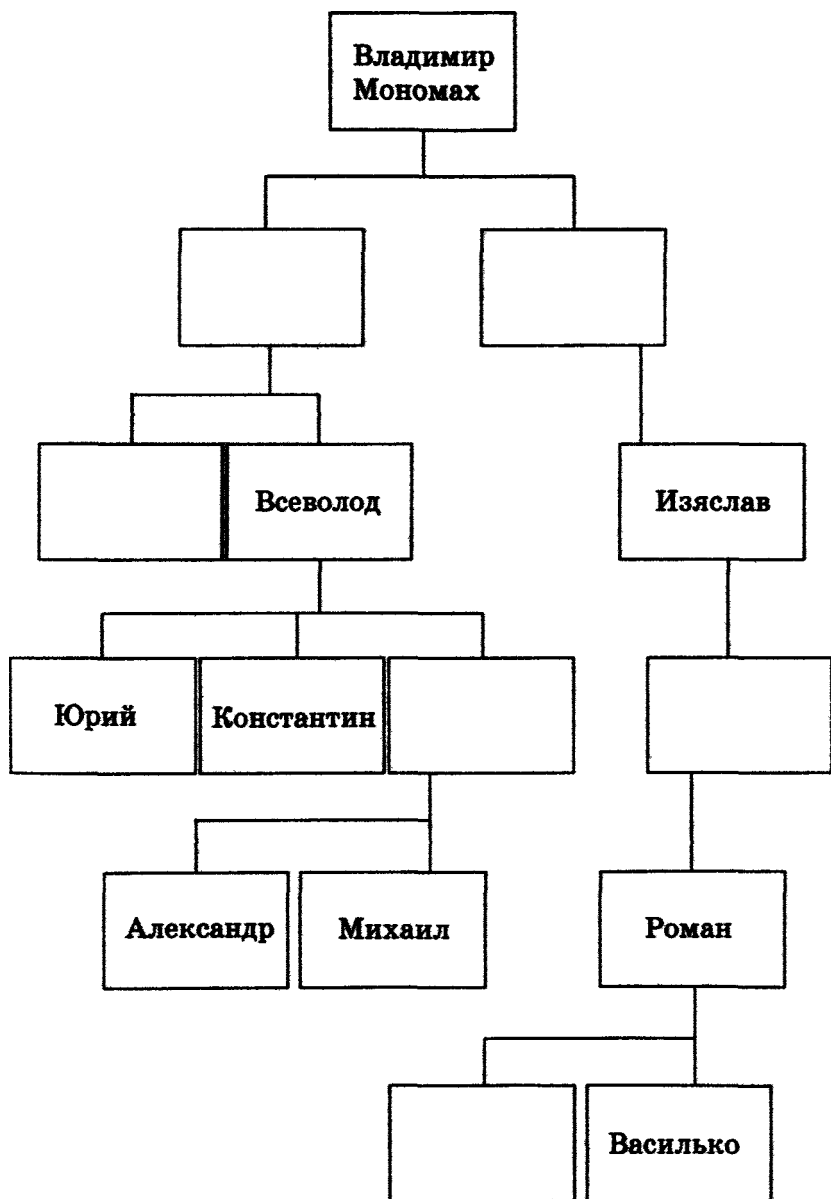 Владимир
Мономах
Всеволод
Изяслав
Юрий
Константин
Александр
Михаил
Роман
Василько